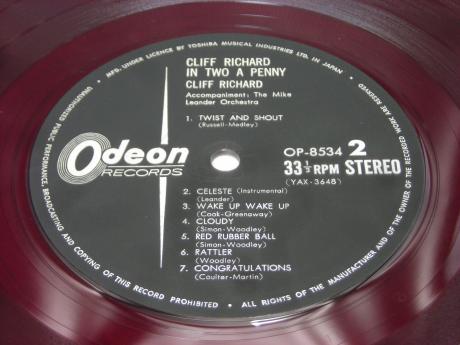 MFD. UNDER LICENCE BY TOSHIBA MUSICAL INDUSTRIES LTD. IN JAPAN. ALL RIGHTS OF THE MANUFACTURER AND OF THE OWNER OF THE RECORDED WORK ARE RESERVED
UNAUTHORIZED PUBLIC PERFORMANCE, BROADCASTING AND COPYING OF THIS RECORD PROHIBITED.
CLIFF RICHARD
IN TWO A PENNY
CLIFF RICHARD
Accompaniment: The Mike
Leander Orchestra
1. TWIST AND SHOUT
(Russell-Medley)
Odeon
RECORDS
OP-8534 2
33⅓ RPM STEREO
(YAX-3648)
2. CELESTE (Instrumental)
(Leander)
3. WAKE UP WAKE UP
(Cook-Greenaway)
4. CLOUDY
(Simon-Woodley)
5. RED RUBBER BALL
(Simon-Woodley)
6. RATTLER
(Woodley)
7. CONGRATULATIONS
(Coulter-Martin)